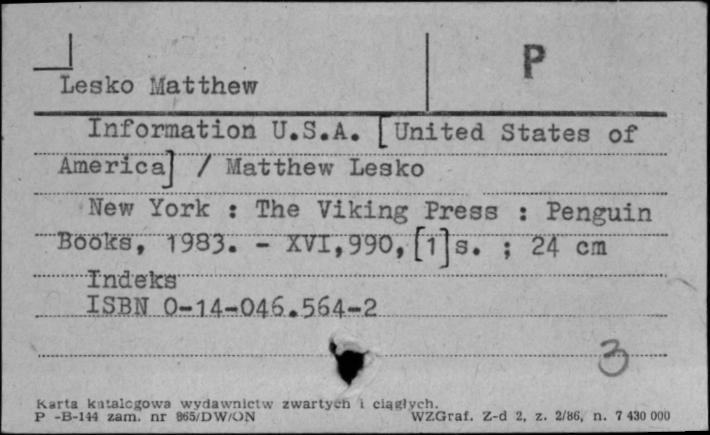 P
Lesko Matthew
Information U.S.A. [United States of
America] / Matthew Lesko
New York : The Viking Press : Penguin
Books, 1983. - XVI,990,[1]s. ; 24 cm
Indeks
ISBN 0-14-046.564-2
3
Karta katalogowa wydawnictw zwartych i ciągłych.
P -B-144 zam. nr 865/DW/ON WZGraf. Z-d 2, z. 2/86, n. 7 430 000